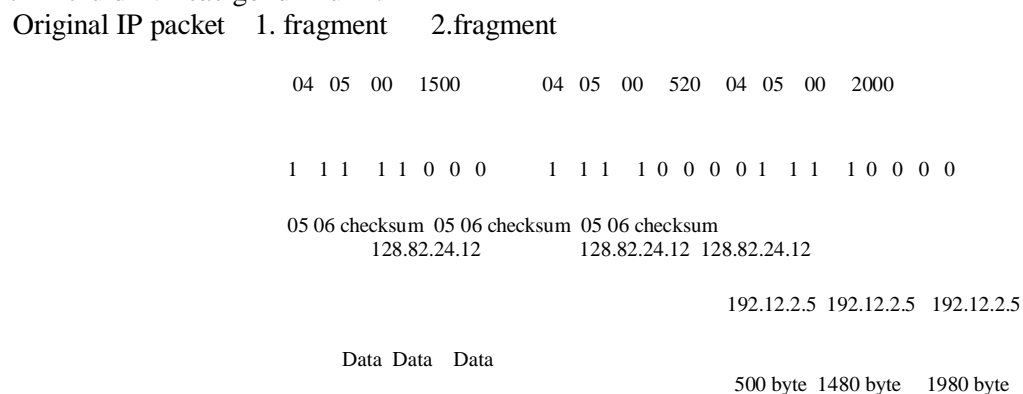 Original IP packet 1. fragment 2.fragment
04 05 00 1500 04 05 00 520 04 05 00 2000
1 1 1 1 1 0 0 0 1 1 1 1 0 0 0 0 1 1 1 1 0 0 0 0
05 06 checksum 05 06 checksum 05 06 checksum
128.82.24.12 128.82.24.12 128.82.24.12
192.12.2.5 192.12.2.5 192.12.2.5
Data Data Data
500 byte 1480 byte 1980 byte